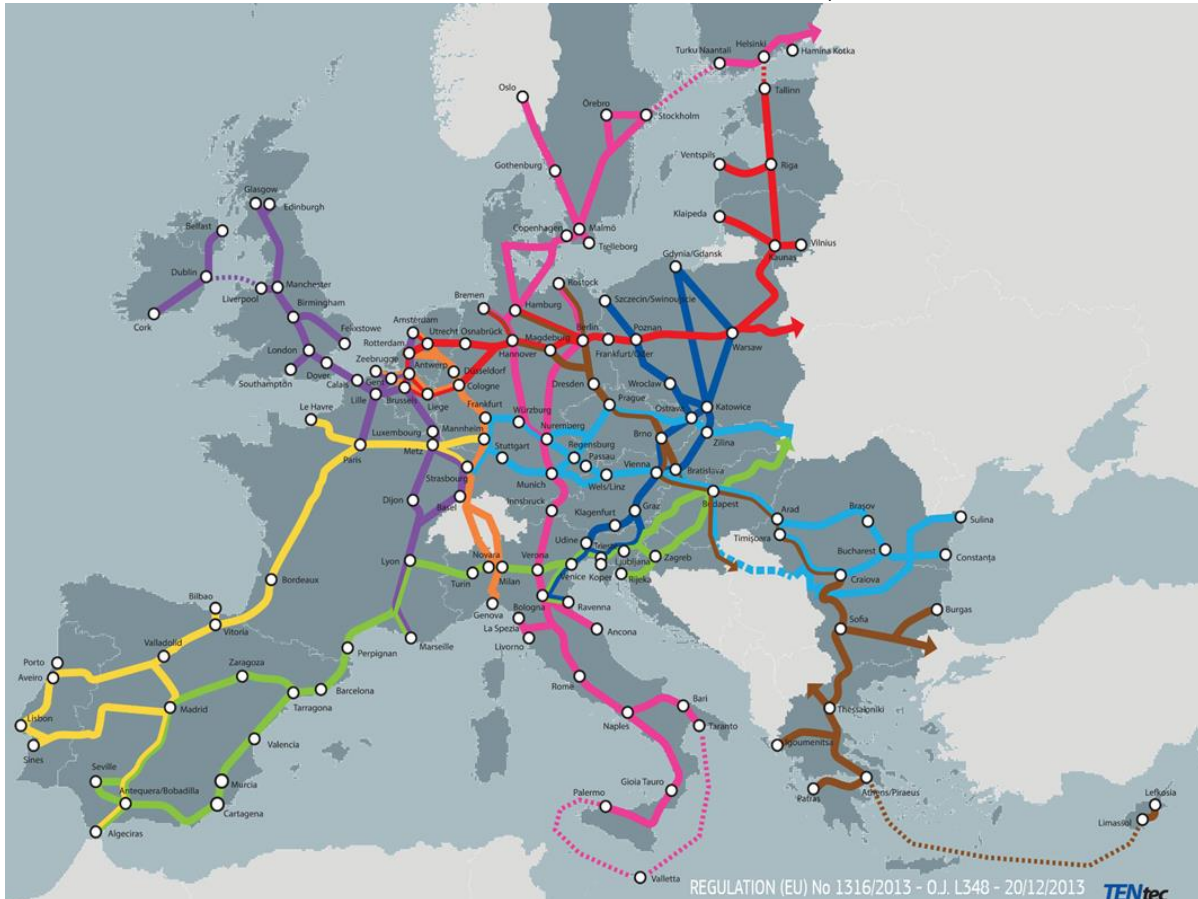 Helsinki
Turku Naantali
Hamina Kotka
Tallinn
Oslo
Örebro
Stockholm
Ventspils
Riga
Gothenburg
Glasgow
Edinburgh
Klaipeda
Belfast
Copenhagen
Malmö
Trelleborg
Vilnius
Kaunas
Gdynia/Gdansk
Dublin
Manchester
Liverpool
Rostock
Szczecin/Swinoujscie
Birmingham
Bremen
Hamburg
Cork
Felixstowe
Amsterdam
Utrecht
Osnabrück
Magdeburg
Berlin
Poznan
Warsaw
Rotterdam
London
Zeebrugge
Antwerp
Hannover
Frankfurt/Oder
Dover
Southampton
Calais
Gent
Düsseldorf
Cologne
Dresden
Wroclaw
Lille
Brussels
Liege
Prague
Katowice
Le Havre
Frankfurt
Würzburg
Ostrava
Luxembourg
Mannheim
Nuremberg
Brno
Zilina
Paris
Metz
Stuttgart
Regensburg
Passau
Vienna
Bratislava
Strasbourg
Munich
Wels/Linz
Dijon
Basel
Innsbruck
Klagenfurt
Graz
Budapest
Arad
Braşov
Sulina
Timişoara
Udine
Trieste
Bucharest
Constanţa
Lyon
Novara
Verona
Ljubljana
Zagreb
Turin
Milan
Venice
Koper
Rijeka
Craiova
Bordeaux
Genova
Bologna
Ravenna
Bilbao
La Spezia
Burgas
Vitoria
Marseille
Livorno
Ancona
Sofia
Valladolid
Perpignan
Porto
Zaragoza
Aveiro
Rome
Barcelona
Bari
Lisbon
Madrid
Tarragona
Naples
Taranto
Thessaloniki
Sines
Valencia
Igoumenitsa
Seville
Murcia
Gioia Tauro
Antequera/Bobadilla
Palermo
Patras
Athens/Piraeus
Lefkosia
Cartagena
Limassol
Algeciras
Valletta
REGULATION (EU) No 1316/2013 - O.J. L348 - 20/12/2013
TENtec